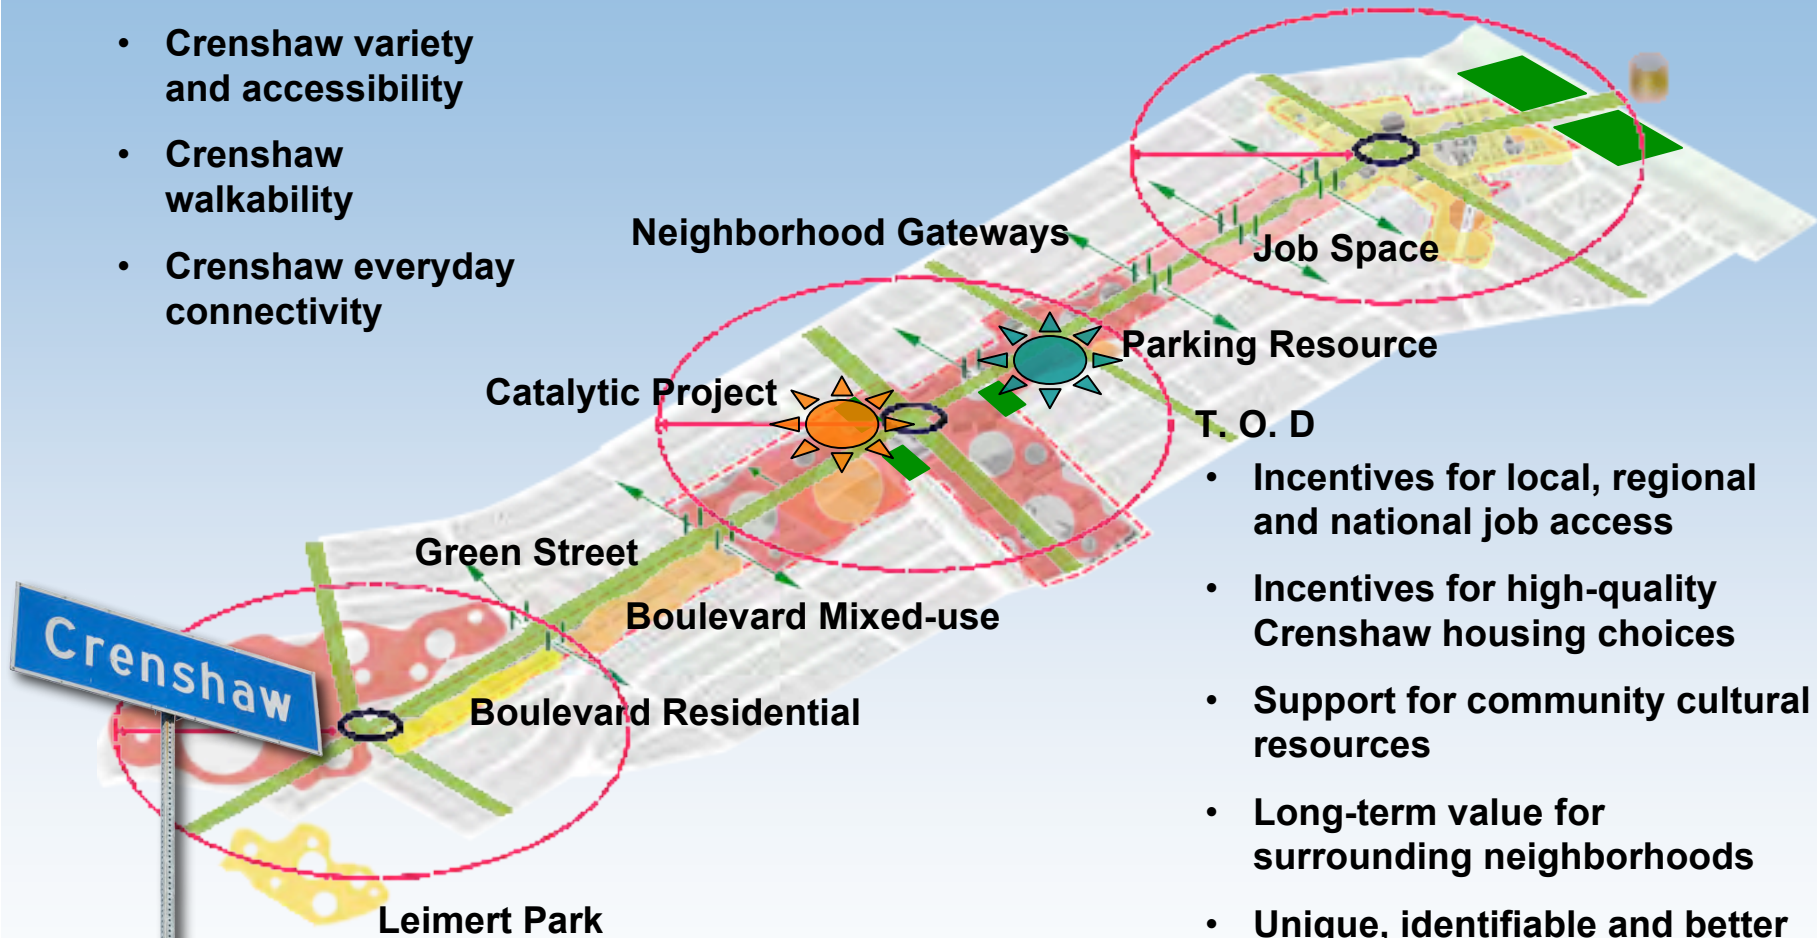 • Crenshaw variety
and accessibility
• Crenshaw
walkability
• Crenshaw everyday
connectivity
Neighborhood Gateways
Job Space
Parking Resource
Catalytic Project
T. O. D
• Incentives for local, regional
and national job access
• Incentives for high-quality
Crenshaw housing choices
• Support for community cultural
resources
• Long-term value for
surrounding neighborhoods
• Unique, identifiable and better
Green Street
Boulevard Mixed-use
Boulevard Residential
Crenshaw
Leimert Park